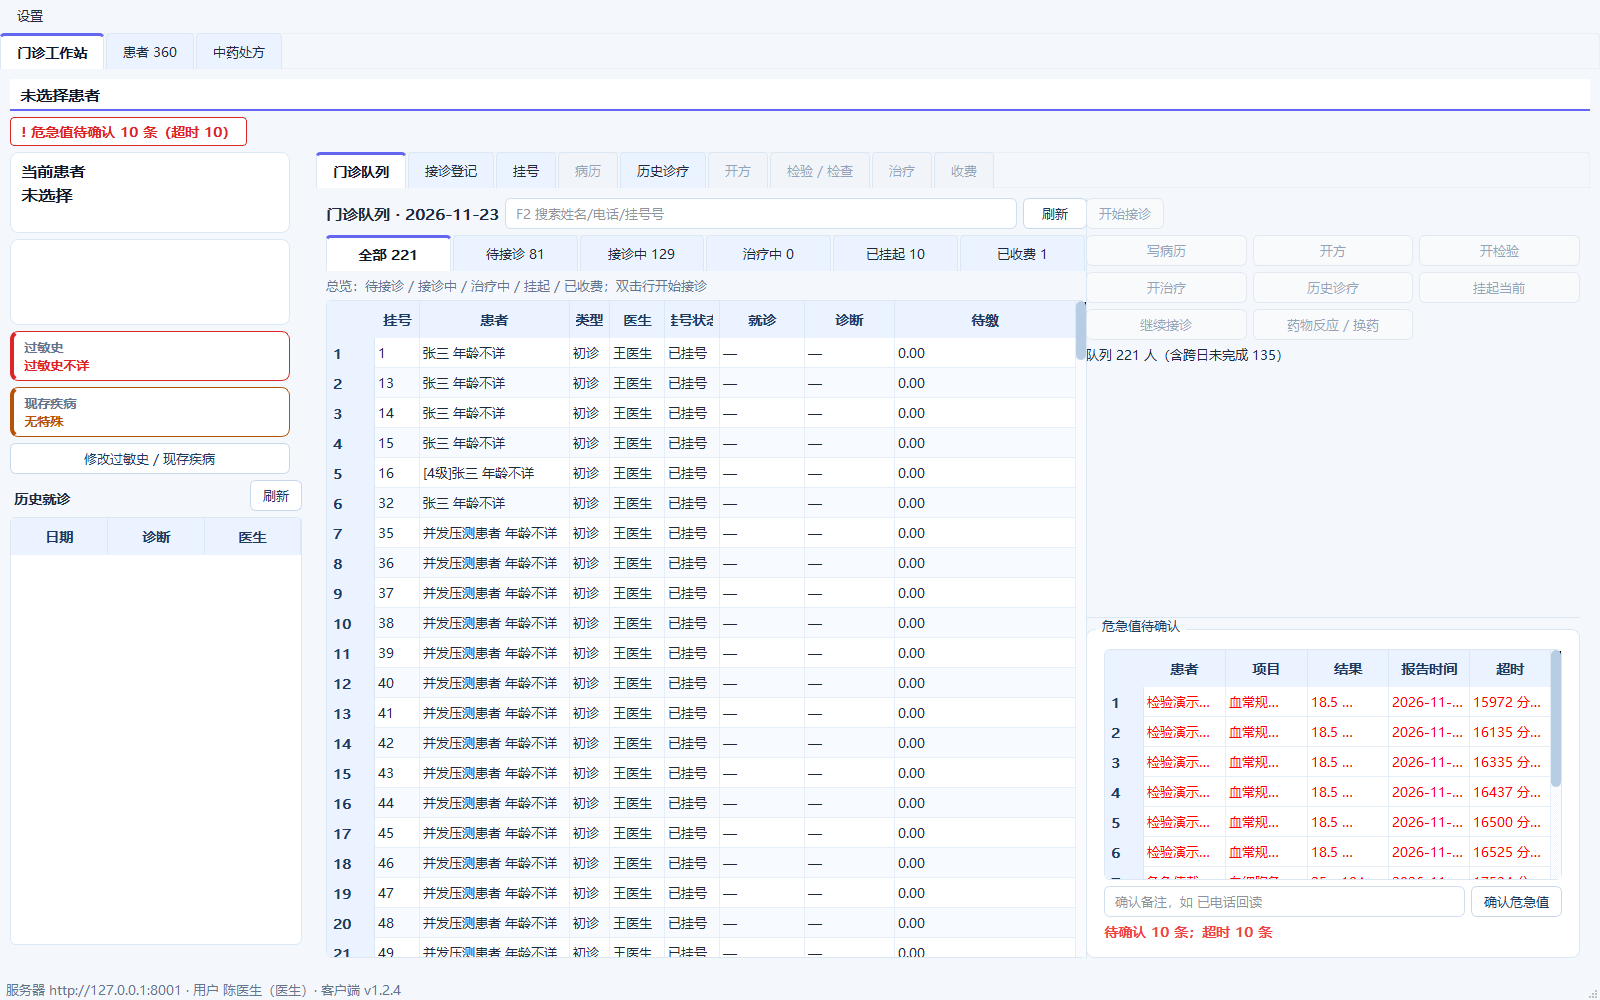 设置
门诊工作站 患者 360 中药处方
未选择患者
! 危急值待确认 10 条（超时 10）
当前患者
未选择
过敏史
过敏史不详
现存疾病
无特殊
修改过敏史 / 现存疾病
历史就诊 刷新
日期 诊断 医生
门诊队列 接诊登记 挂号 病历 历史诊疗 开方 检验 / 检查 治疗 收费
门诊队列 · 2026-11-23 F2 搜索姓名/电话/挂号号 刷新 开始接诊
全部 221 待接诊 81 接诊中 129 治疗中 0 已挂起 10 已收费 1
总览：待接诊 / 接诊中 / 治疗中 / 挂起 / 已收费；双击行开始接诊
挂号 患者 类型 医生 挂号状态 就诊 诊断 待缴
1 1 张三 年龄不详 初诊 王医生 已挂号 — — 0.00
2 13 张三 年龄不详 初诊 王医生 已挂号 — — 0.00
3 14 张三 年龄不详 初诊 王医生 已挂号 — — 0.00
4 15 张三 年龄不详 初诊 王医生 已挂号 — — 0.00
5 16 [4级]张三 年龄不详 初诊 王医生 已挂号 — — 0.00
6 32 张三 年龄不详 初诊 王医生 已挂号 — — 0.00
7 35 并发压测患者 年龄不详 初诊 王医生 已挂号 — — 0.00
8 36 并发压测患者 年龄不详 初诊 王医生 已挂号 — — 0.00
9 37 并发压测患者 年龄不详 初诊 王医生 已挂号 — — 0.00
10 38 并发压测患者 年龄不详 初诊 王医生 已挂号 — — 0.00
11 39 并发压测患者 年龄不详 初诊 王医生 已挂号 — — 0.00
12 40 并发压测患者 年龄不详 初诊 王医生 已挂号 — — 0.00
13 41 并发压测患者 年龄不详 初诊 王医生 已挂号 — — 0.00
14 42 并发压测患者 年龄不详 初诊 王医生 已挂号 — — 0.00
15 43 并发压测患者 年龄不详 初诊 王医生 已挂号 — — 0.00
16 44 并发压测患者 年龄不详 初诊 王医生 已挂号 — — 0.00
17 45 并发压测患者 年龄不详 初诊 王医生 已挂号 — — 0.00
18 46 并发压测患者 年龄不详 初诊 王医生 已挂号 — — 0.00
19 47 并发压测患者 年龄不详 初诊 王医生 已挂号 — — 0.00
20 48 并发压测患者 年龄不详 初诊 王医生 已挂号 — — 0.00
21 49 并发压测患者 年龄不详 初诊 王医生 已挂号 — — 0.00
写病历 开方 开检验
开治疗 历史诊疗 挂起当前
继续接诊 药物反应 / 换药
队列 221 人（含跨日未完成 135）
危急值待确认
患者 项目 结果 报告时间 超时
1 检验演示... 血常规... 18.5 ... 2026-11-... 15972 分...
2 检验演示... 血常规... 18.5 ... 2026-11-... 16135 分...
3 检验演示... 血常规... 18.5 ... 2026-11-... 16335 分...
4 检验演示... 血常规... 18.5 ... 2026-11-... 16437 分...
5 检验演示... 血常规... 18.5 ... 2026-11-... 16500 分...
6 检验演示... 血常规... 18.5 ... 2026-11-... 16525 分...
确认备注，如 已电话回读 确认危急值
待确认 10 条；超时 10 条
服务器 http://127.0.0.1:8001 · 用户 陈医生（医生）· 客户端 v1.2.4